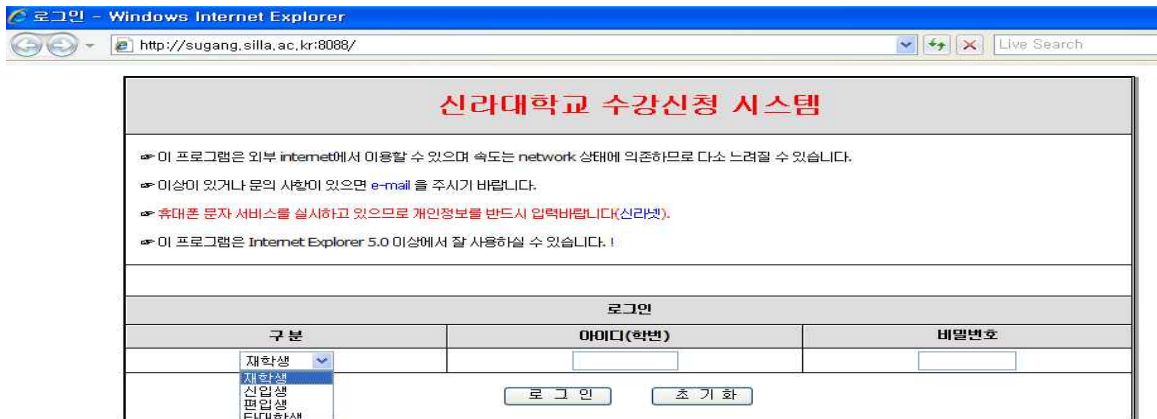 로그인 - Windows Internet Explorer
http://sugang.silla.ac.kr:8088/ Live Search
신라대학교 수강신청 시스템
☞ 이 프로그램은 외부 internet에서 이용할 수 있으며 속도는 network 상태에 의존하므로 다소 느려질 수 있습니다.
☞ 이상이 있거나 문의 사항이 있으면 e-mail 을 주시기 바랍니다.
☞ 휴대폰 문자 서비스를 실시하고 있으므로 개인정보를 반드시 입력바랍니다(신라넷).
☞ 이 프로그램은 Internet Explorer 5.0 이상에서 잘 사용하실 수 있습니다. !
로그인
구 분 아이디(학번) 비밀번호
재학생
재학생
신입생
편입생
타대학생
로 그 인 초 기 화